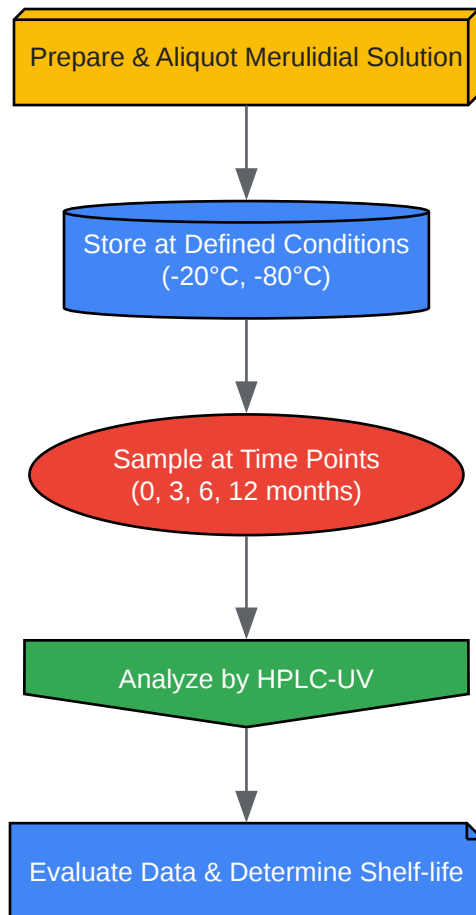 Prepare & Aliquot Merulidial Solution
Store at Defined Conditions
(-20°C, -80°C)
Sample at Time Points
(0, 3, 6, 12 months)
Analyze by HPLC-UV
Evaluate Data & Determine Shelf-life